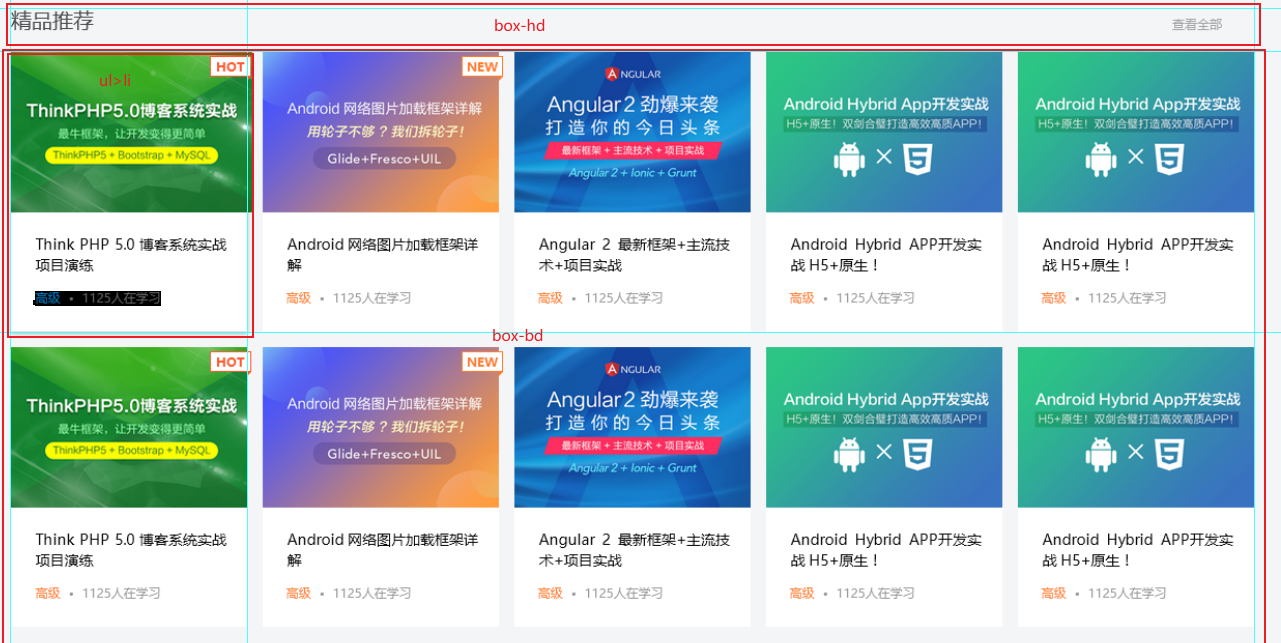 精品推荐
box-hd
查看全部
ul>li
HOT
ThinkPHP5.0博客系统实战
最牛框架，让开发变得更简单
ThinkPHP5 + Bootstrap + MySQL
Think PHP 5.0 博客系统实战
项目演练
高级 • 1125人在学习
NEW
Android 网络图片加载框架详解
用轮子不够？我们拆轮子！
Glide+Fresco+UIL
Android 网络图片加载框架详
解
高级 • 1125人在学习
ANGULAR
Angular2 劲爆来袭
打造你的今日头条
最新框架 + 主流技术 + 项目实战
Angular 2 + Ionic + Grunt
Angular 2 最新框架+主流技
术+项目实战
高级 • 1125人在学习
Android Hybrid App开发实战
H5+原生！双剑合璧打造高效高质APP！
5
Android Hybrid APP开发实
战 H5+原生！
高级 • 1125人在学习
Android Hybrid App开发实战
H5+原生！双剑合璧打造高效高质APP！
5
Android Hybrid APP开发实
战 H5+原生！
高级 • 1125人在学习
box-bd
HOT
ThinkPHP5.0博客系统实战
最牛框架，让开发变得更简单
ThinkPHP5 + Bootstrap + MySQL
Think PHP 5.0 博客系统实战
项目演练
高级 • 1125人在学习
NEW
Android 网络图片加载框架详解
用轮子不够？我们拆轮子！
Glide+Fresco+UIL
Android 网络图片加载框架详
解
高级 • 1125人在学习
ANGULAR
Angular2 劲爆来袭
打造你的今日头条
最新框架 + 主流技术 + 项目实战
Angular 2 + Ionic + Grunt
Angular 2 最新框架+主流技
术+项目实战
高级 • 1125人在学习
Android Hybrid App开发实战
H5+原生！双剑合璧打造高效高质APP！
5
Android Hybrid APP开发实
战 H5+原生！
高级 • 1125人在学习
Android Hybrid App开发实战
H5+原生！双剑合璧打造高效高质APP！
5
Android Hybrid APP开发实
战 H5+原生！
高级 • 1125人在学习